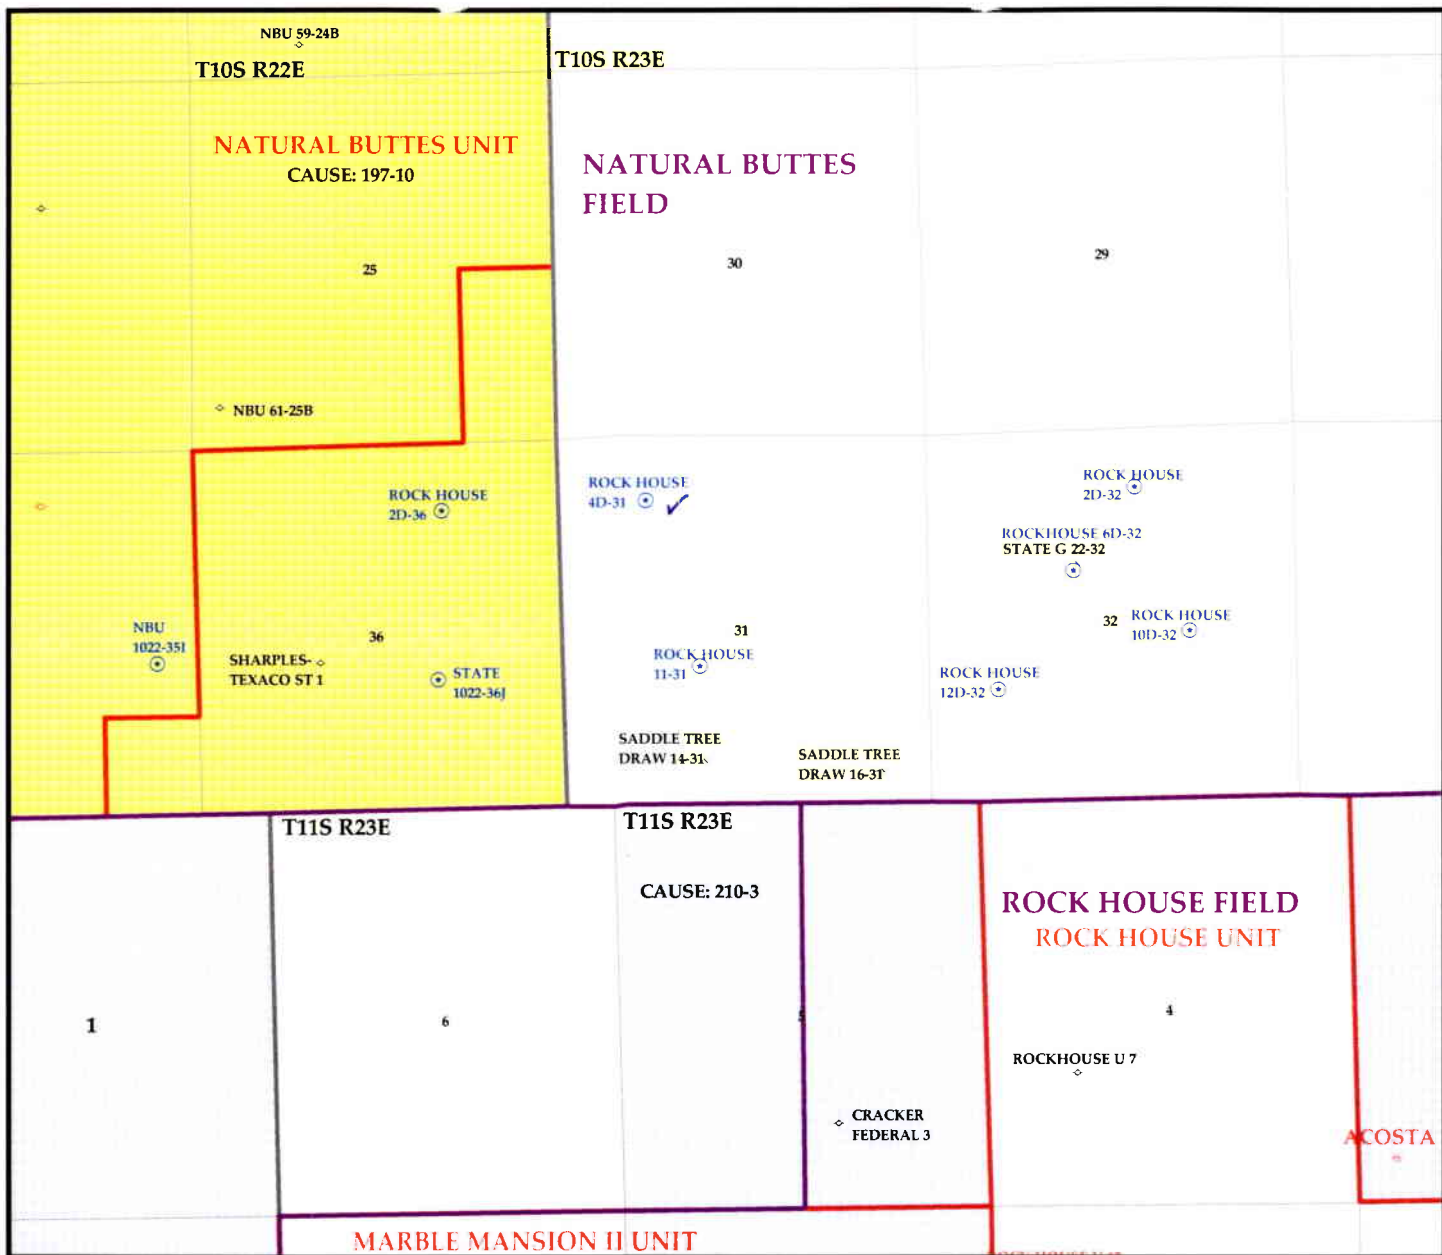 NBU 59-24B
T10S R22E
T10S R23E
NATURAL BUTTES UNIT
CAUSE: 197-10
NATURAL BUTTES
FIELD
25
30
29
NBU 61-25B
ROCK HOUSE
2D-36
ROCK HOUSE
4D-31
ROCK HOUSE
2D-32
ROCKHOUSE 6D-32
STATE G 22-32
NBU
1022-35I
36
SHARPLES-
TEXACO ST 1
STATE
1022-36J
31
ROCK HOUSE
11-31
32
ROCK HOUSE
10D-32
ROCK HOUSE
12D-32
SADDLE TREE
DRAW 14-31
SADDLE TREE
DRAW 16-31
T11S R23E
T11S R23E
CAUSE: 210-3
ROCK HOUSE FIELD
ROCK HOUSE UNIT
1
6
5
4
ROCKHOUSE U 7
CRACKER
FEDERAL 3
ACOSTA
MARBLE MANSION II UNIT